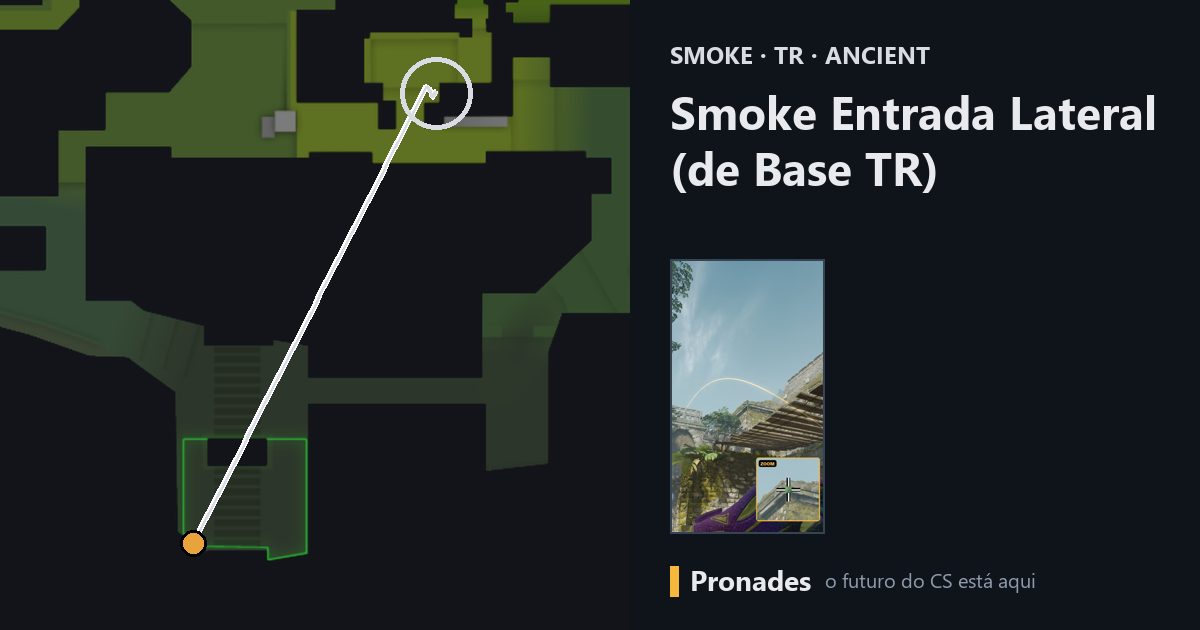 SMOKE · TR · ANCIENT
Smoke Entrada Lateral
(de Base TR)
ZOOM
Pronades o futuro do CS está aqui